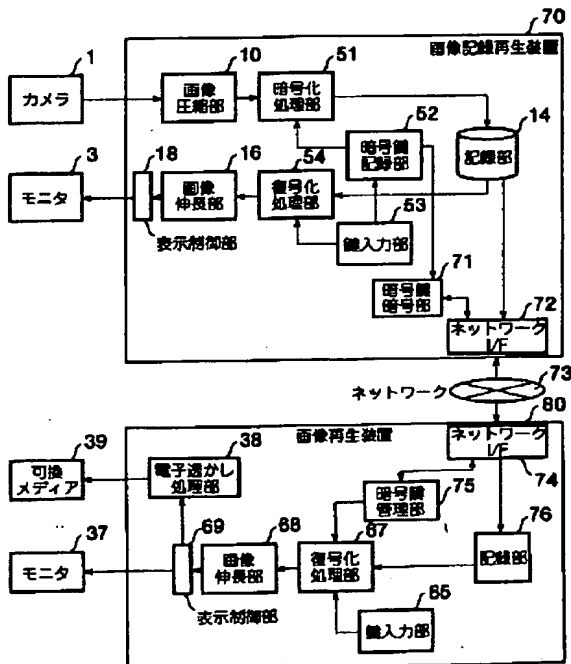 70
画像記録再生装置
1
10
51
カメラ
画像
圧縮部
暗号化
処理部
52
14
3
18
16
54
暗号鍵
記録部
記録部
モニタ
画像
伸長部
復号化
処理部
53
表示制御部
鍵入力部
71
暗号鍵
暗号部
72
ネットワーク
I/F
ネットワーク
73
80
画像再生装置
ネットワーク
I/F
39
38
74
可換
メディア
電子透かし
処理部
75
暗号鍵
管理部
76
37
69
68
67
モニタ
画像
伸長部
復号化
処理部
記録部
表示制御部
65
鍵入力部